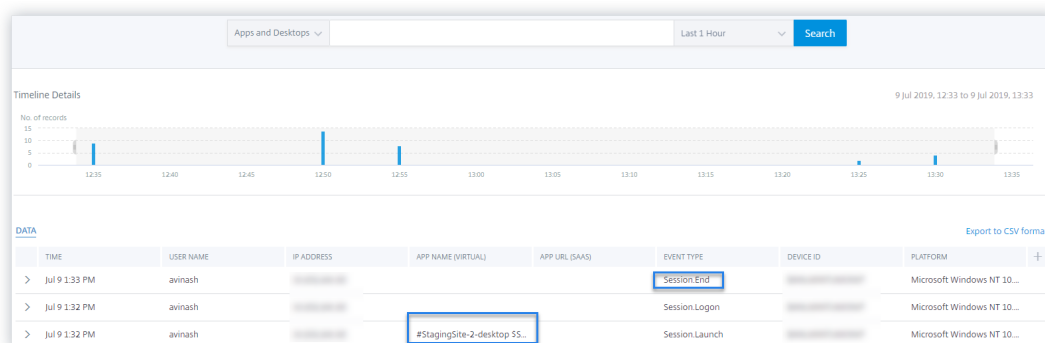 Apps and Desktops Last 1 Hour Search
Timeline Details 9 Jul 2019, 12:33 to 9 Jul 2019, 13:33
No. of records
15
10
5
0
12:35 12:40 12:45 12:50 12:55 13:00 13:05 13:10 13:15 13:20 13:25 13:30 13:35
DATA Export to CSV forma
TIME USER NAME IP ADDRESS APP NAME (VIRTUAL) APP URL (SAAS) EVENT TYPE DEVICE ID PLATFORM +
Jul 9 1:33 PM avinash Session.End Microsoft Windows NT 10....
Jul 9 1:32 PM avinash Session.Logon Microsoft Windows NT 10....
Jul 9 1:32 PM avinash #StagingSite-2-desktop $S... Session.Launch Microsoft Windows NT 10....